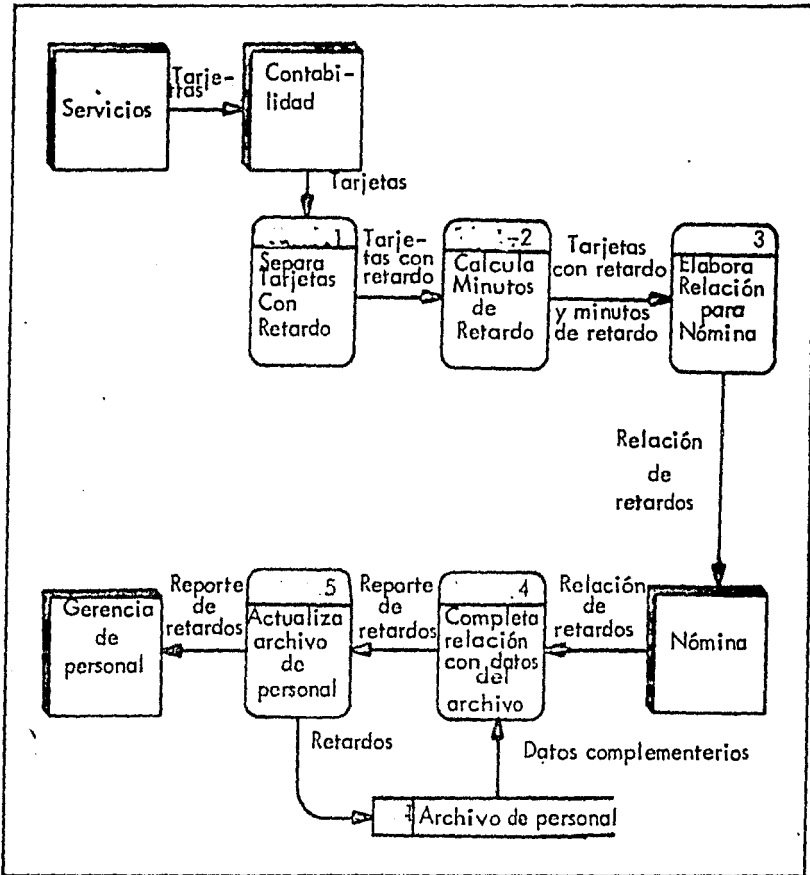 Servicios
Tarje-
tas
Contabi-
lidad
Tarjetas
1
Separa
Tarjetas
Con
Retardo
Tarje-
tas con
retardo
2
Calcula
Minutos
de
Retardo
Tarjetas
con retardo
y minutos
de retardo
3
Elabora
Relación
para
Nómina
Relación
de
retardos
Nómina
Relación
de
retardos
4
Completa
relación
con datos
del
archivo
Reporte
de
retardos
5
Actualiza
archivo
de
personal
Reporte
de
retardos
Gerencia
de
personal
Retardos
Datos complementerios
Archivo de personal